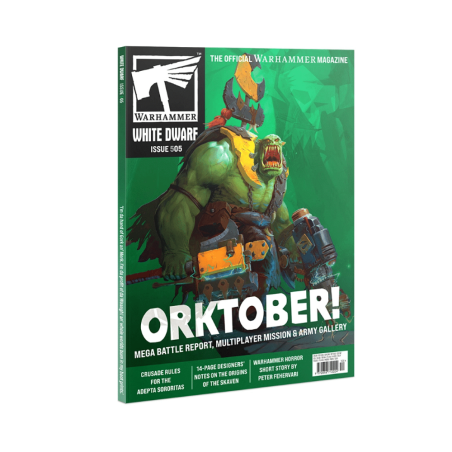 THE OFFICIAL WARHAMMER MAGAZINE
WARHAMMER
WHITE DWARF
ISSUE 505
ORKTOBER!
MEGA BATTLE REPORT, MULTIPLAYER MISSION & ARMY GALLERY
CRUSADE RULES
FOR THE
ADEPTA SORORITAS
14-PAGE DESIGNERS'
NOTES ON THE ORIGINS
OF THE SKAVEN
WARHAMMER HORROR
SHORT STORY BY
PETER FEHERVARI
WHITE DWARF